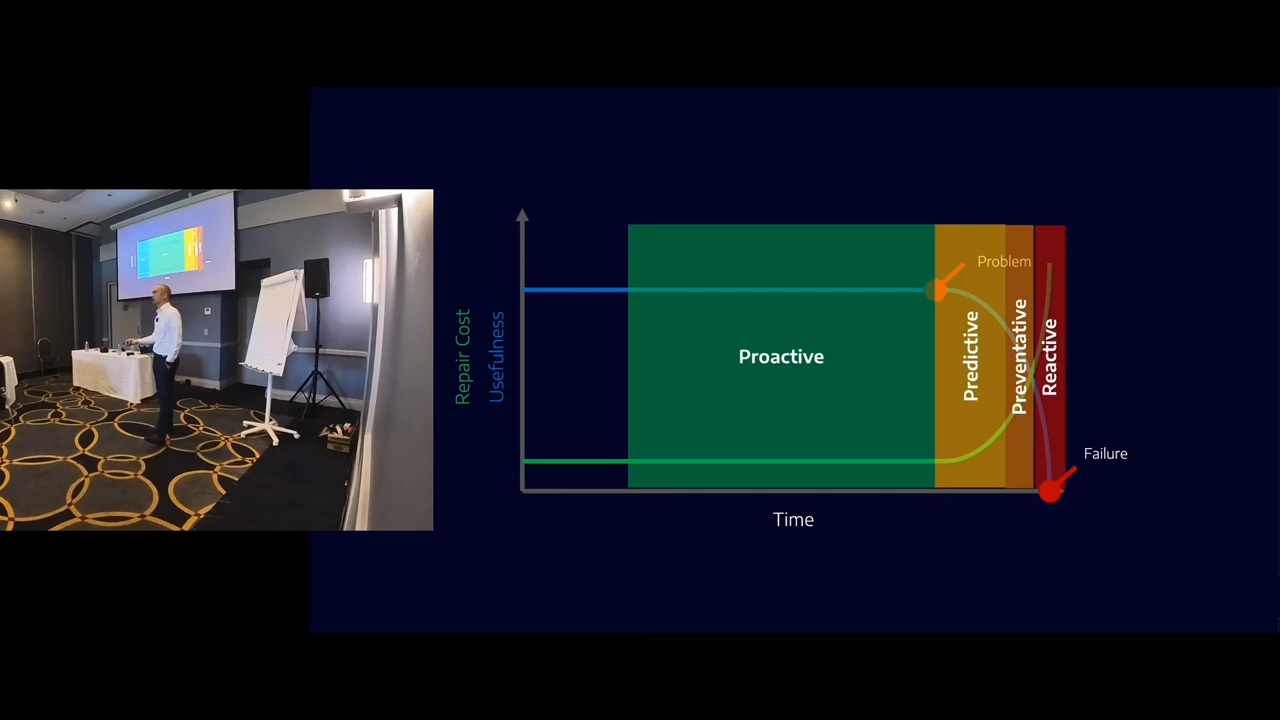 Repair Cost
Usefulness
Proactive
Predictive
Preventative
Reactive
Problem
Failure
Time